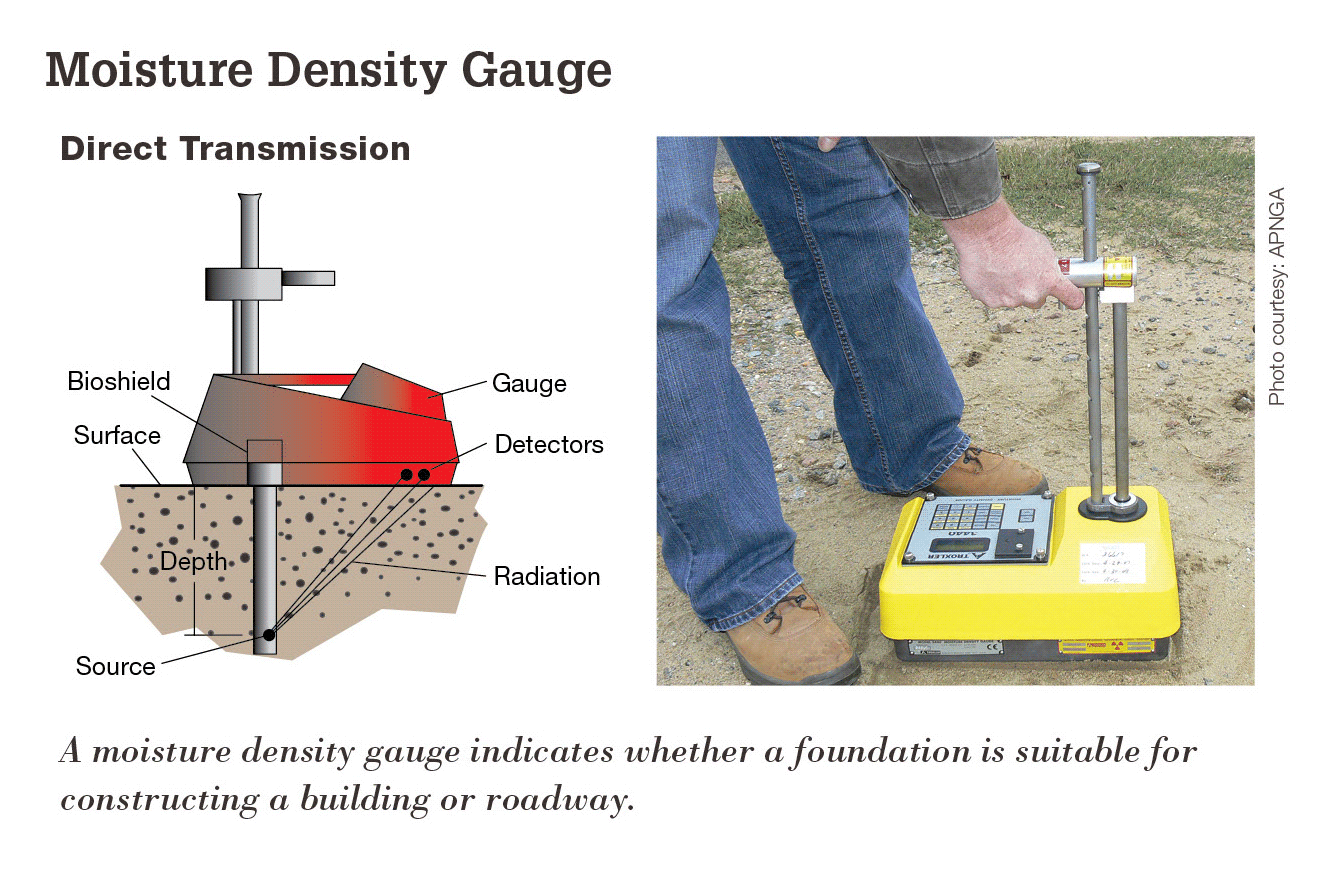 Moisture Density Gauge
Direct Transmission
Bioshield
Surface
Depth
Source
Gauge
Detectors
Radiation
TROXLER
3440
Photo courtesy: APNGA
A moisture density gauge indicates whether a foundation is suitable for
constructing a building or roadway.